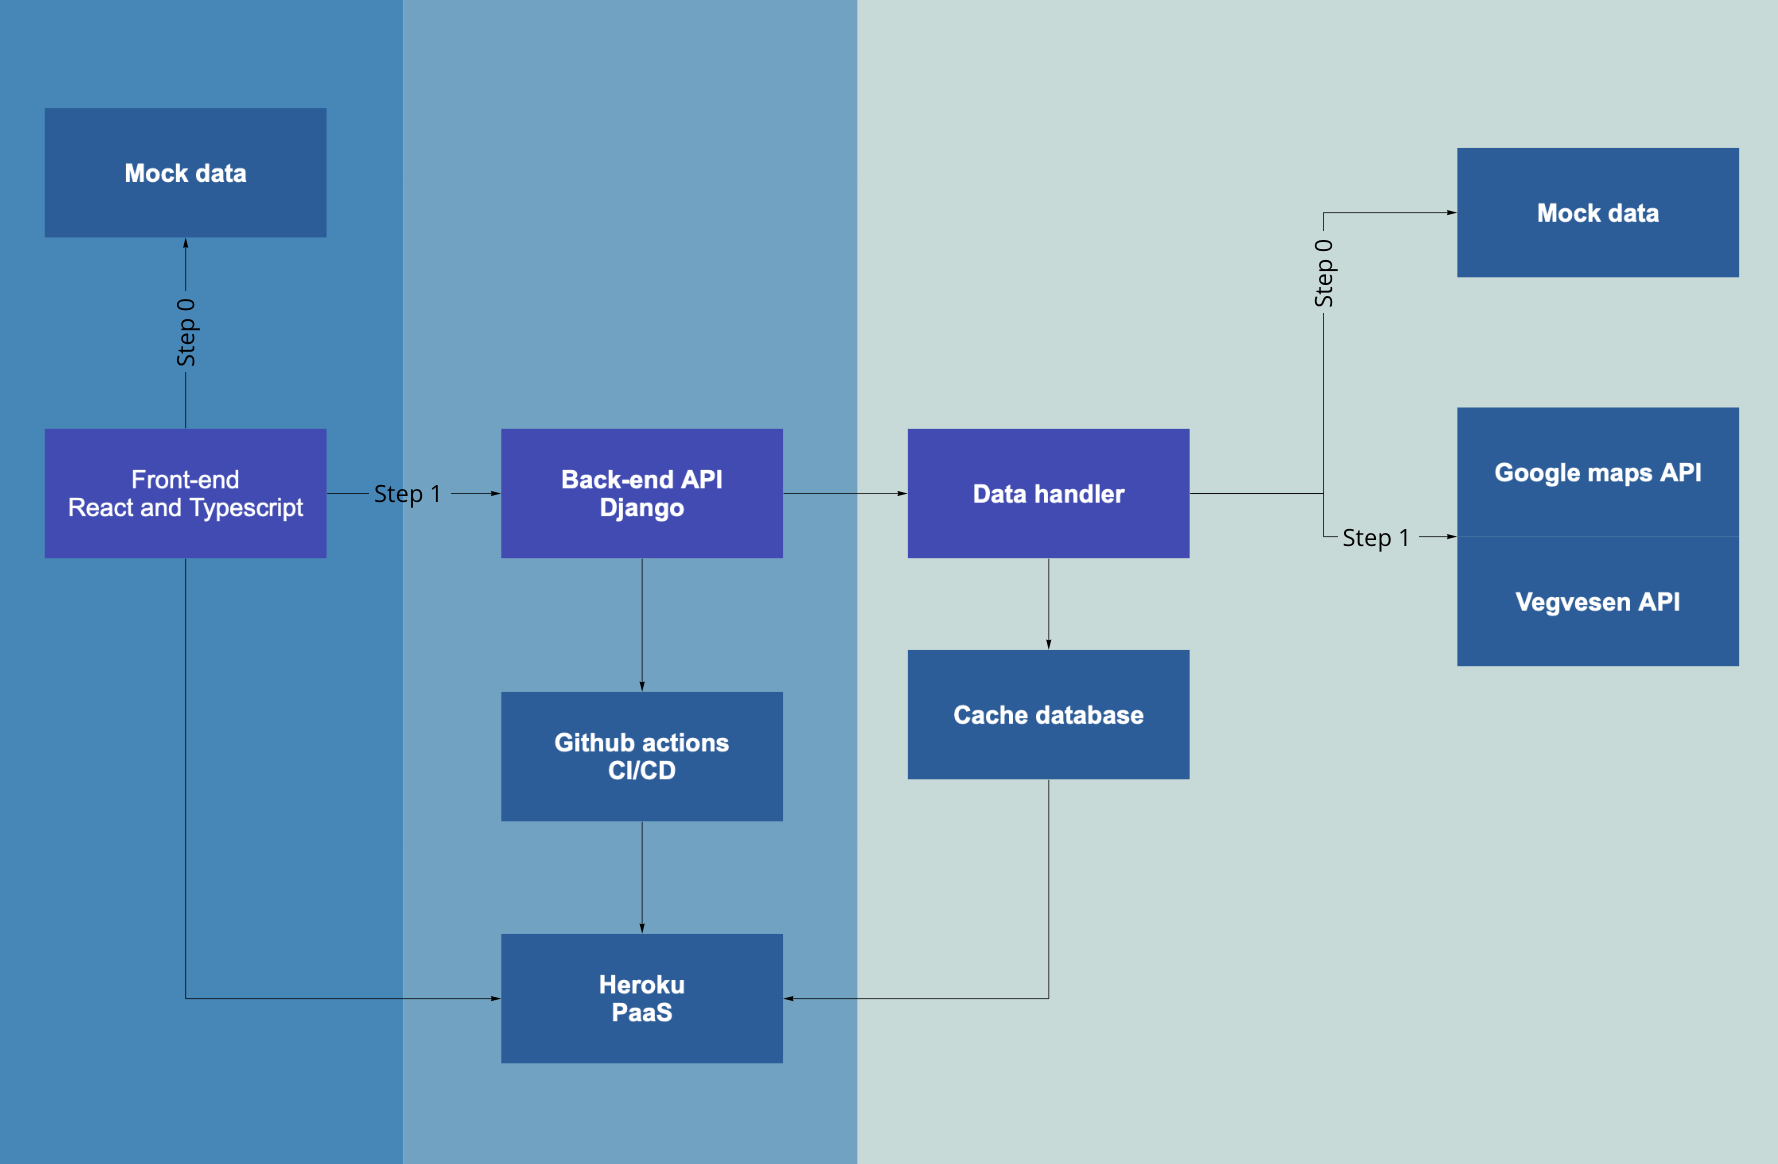 Mock data
Step 0
Front-end
React and Typescript
Step 1
Back-end API
Django
Github actions
CI/CD
Heroku
PaaS
Data handler
Cache database
Step 0
Mock data
Step 1
Google maps API
Vegvesen API